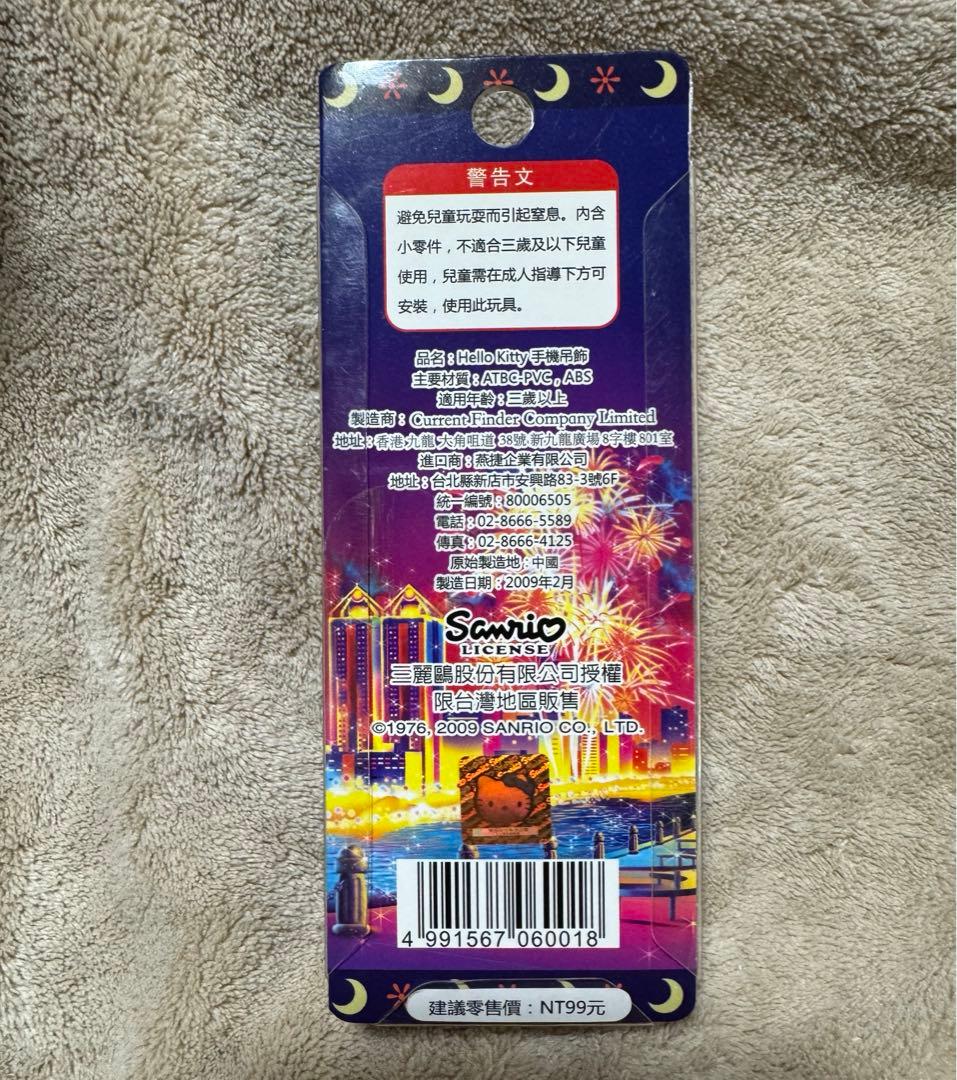 警告文
避免兒童玩耍而引起窒息。內含
小零件，不適合三歲及以下兒童
使用，兒童需在成人指導下方可
安裝，使用此玩具。
品名：Hello Kitty 手機吊飾
主要材質：ATBC-PVC，ABS
適用年齡：三歲以上
製造商：Current Finder Company Limited
地址：香港 九龍 大角咀道 38號 新九龍廣場 8字樓 801室
進口商：燕捷企業有限公司
地址：台北縣新店市安興路83-3號6F
統一編號：80006505
電話：02-8666-5589
傳真：02-8666-4125
原始製造地：中國
製造日期：2009年2月
Sanrio
LICENSE
三麗鷗股份有限公司授權
限台灣地區販售
©1976, 2009 SANRIO CO., LTD.
4 991567 060018
建議零售價：NT99元